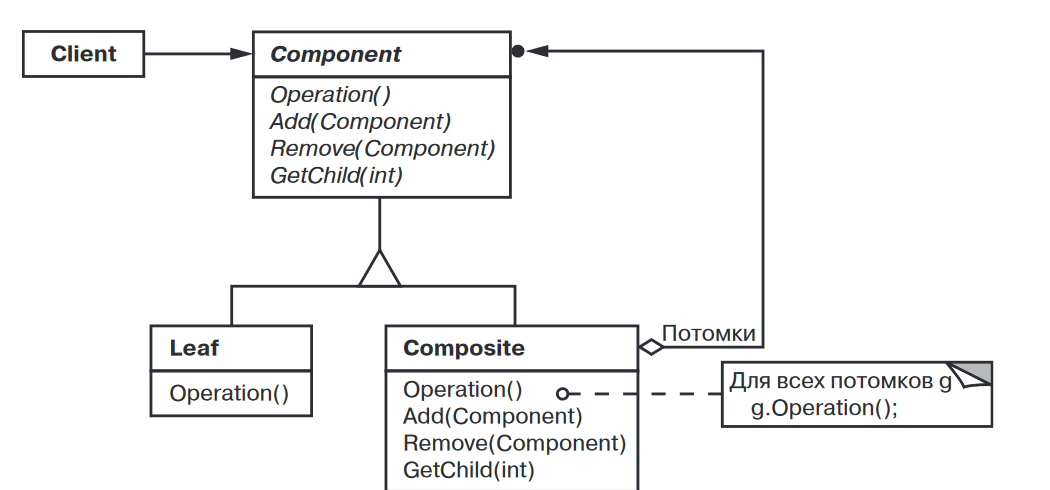 Client
Component
Operation()
Add(Component)
Remove(Component)
GetChild(int)
Leaf
Operation()
Composite
Operation()
Add(Component)
Remove(Component)
GetChild(int)
Потомки
Для всех потомков g
g.Operation();